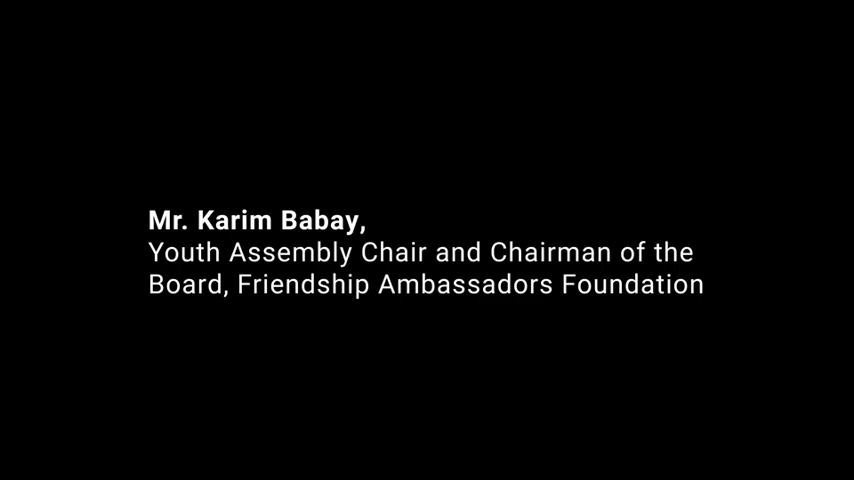 Mr. Karim Babay,
Youth Assembly Chair and Chairman of the
Board, Friendship Ambassadors Foundation